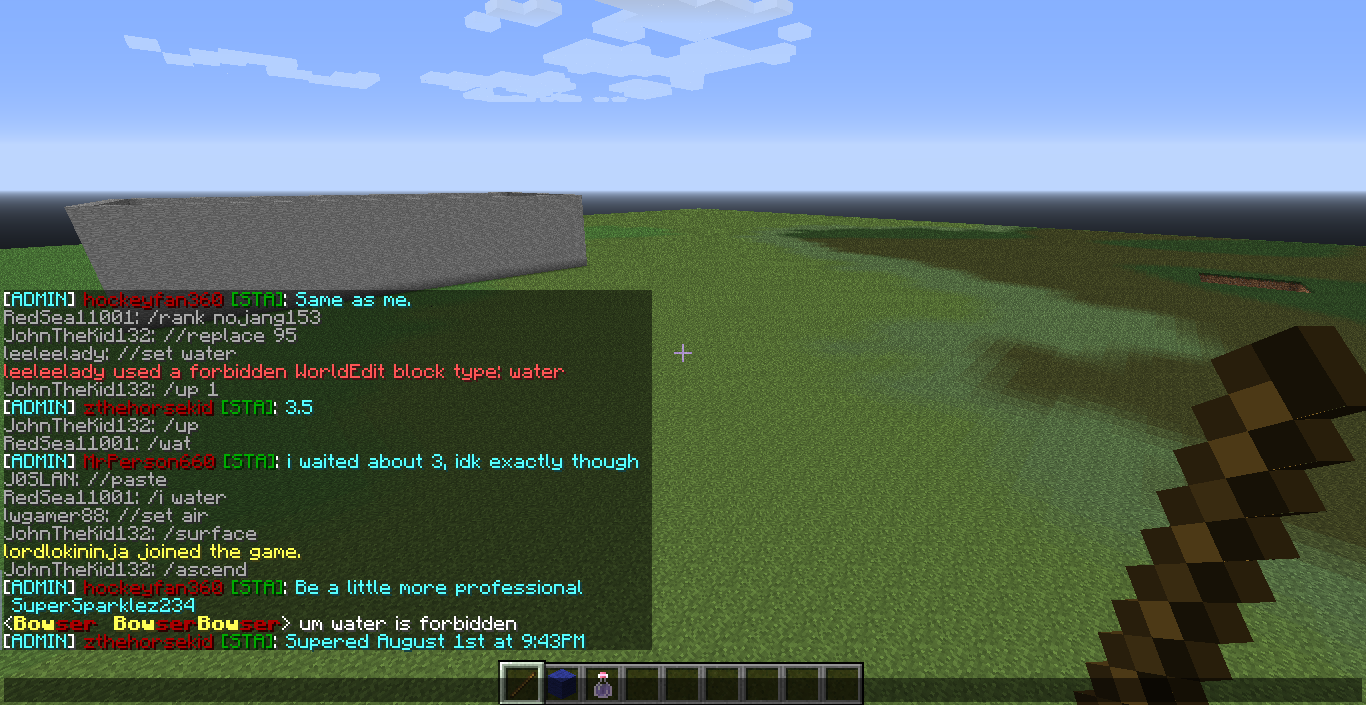 [ADMIN] hockeyfan360 [STA]: Same as me.
RedSea11001: /rank nojang153
JohnTheKid132: //replace 95
leeleelady: //set water
leeleelady used a forbidden WorldEdit block type: water
JohnTheKid132: /up 1
[ADMIN] zthehorsekid [STA]: 3.5
JohnTheKid132: /up
RedSea11001: /wat
[ADMIN] MrPerson660 [STA]: i waited about 3, idk exactly though
J0SLAN: //paste
RedSea11001: /i water
lwgamer88: //set air
JohnTheKid132: /surface
lordlokininja joined the game.
JohnTheKid132: /ascend
[ADMIN] hockeyfan360 [STA]: Be a little more professional
SuperSparklez234
<Bowser BowserBowser> um water is forbidden
[ADMIN] zthehorsekid [STA]: Supered August 1st at 9:43PM